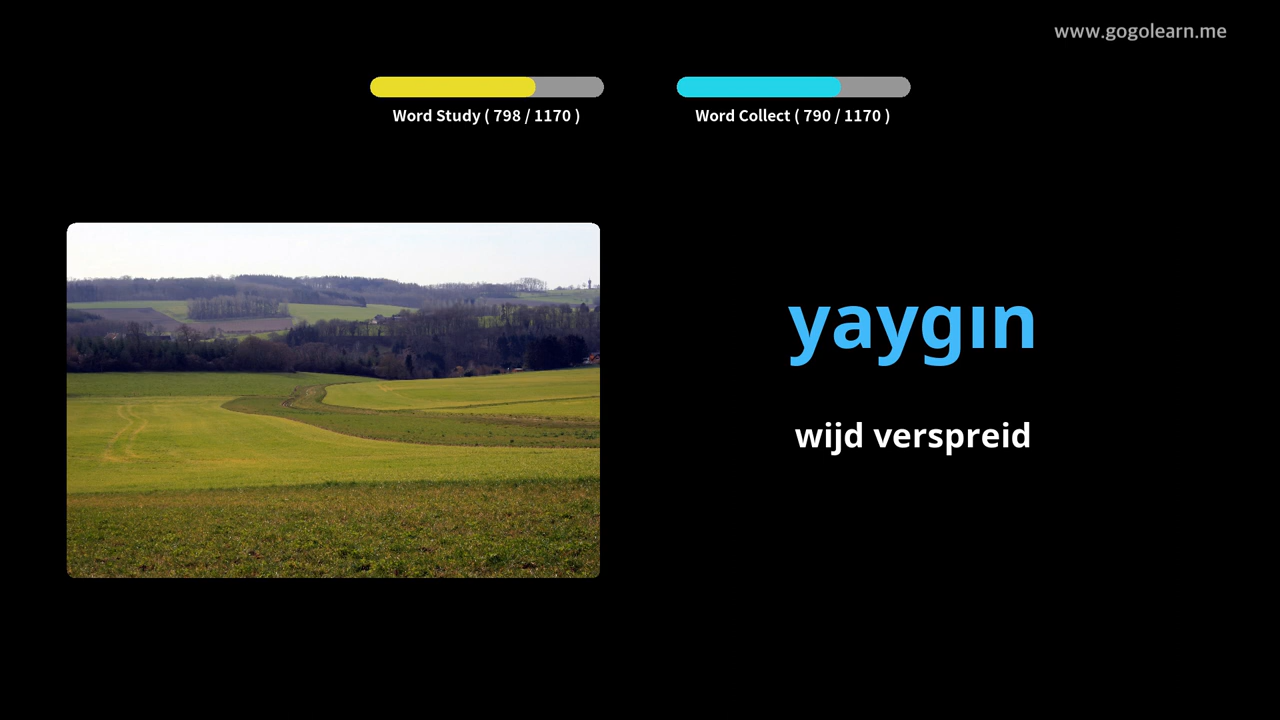 www.gogolearn.me
Word Study ( 798 / 1170 )
Word Collect ( 790 / 1170 )
yaygın
wijd verspreid